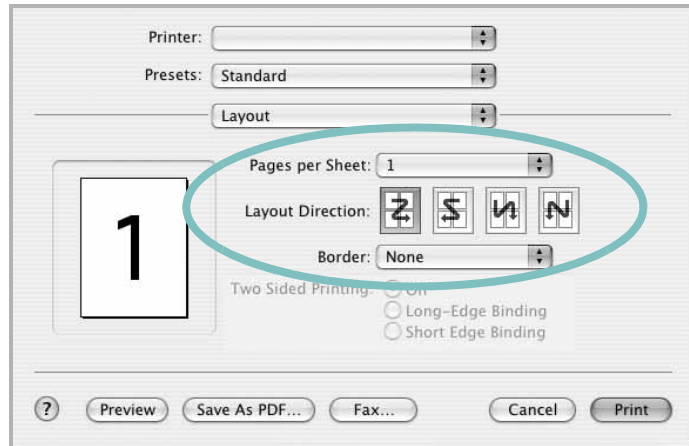 Printer:
Presets: Standard
Layout
Pages per Sheet: 1
1
Layout Direction:
Border: None
Two Sided Printing: Off
Long-Edge Binding
Short Edge Binding
? Preview Save As PDF... Fax... Cancel Print